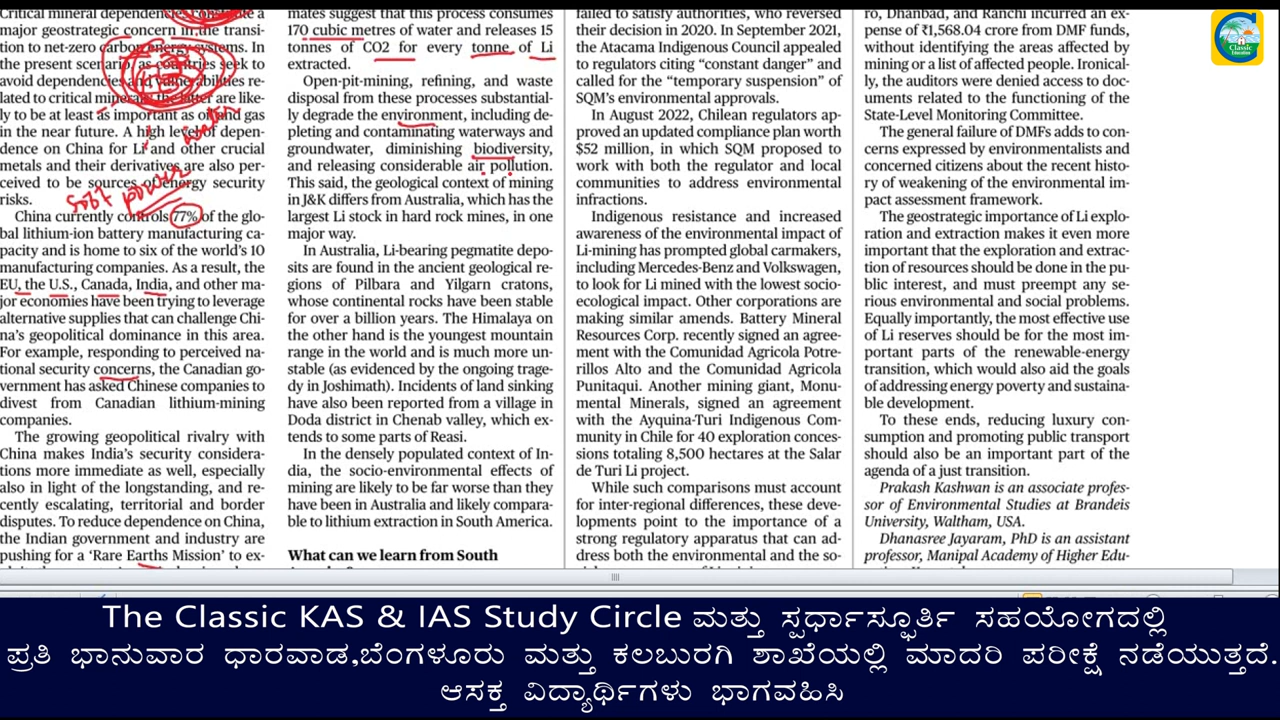 Critical mineral dependence a
major geostrategic concern in the transi-
tion to net-zero carbon energy systems. In
the present scenario, as countries seek to
avoid dependence and vulnerabilities re-
lated to critical minerals, the latter are like-
ly to be at least as important as oil and gas
in the near future. A high level of depen-
dence on China for Li and other crucial
metals and their derivatives are also per-
ceived to be sources of energy security
risks.
China currently controls 77% of the glo-
bal lithium-ion battery manufacturing ca-
pacity and is home to six of the world's 10
manufacturing companies. As a result, the
EU, the U.S., Canada, India, and other ma-
jor economies have been trying to leverage
alternative supplies that can challenge Chi-
na's geopolitical dominance in this area.
For example, responding to perceived na-
tional security concerns, the Canadian go-
vernment has asked Chinese companies to
divest from Canadian lithium-mining
companies.
The growing geopolitical rivalry with
China makes India's security considera-
tions more immediate as well, especially
also in light of the longstanding, and re-
cently escalating, territorial and border
disputes. To reduce dependence on China,
the Indian government and industry are
pushing for a 'Rare Earths Mission' to ex-
soft power
mates suggest that this process consumes
170 cubic metres of water and releases 15
tonnes of CO2 for every tonne of Li
extracted.
Open-pit-mining, refining, and waste
disposal from these processes substantial-
ly degrade the environment, including de-
pleting and contaminating waterways and
groundwater, diminishing biodiversity,
and releasing considerable air pollution.
This said, the geological context of mining
in J&K differs from Australia, which has the
largest Li stock in hard rock mines, in one
major way.
In Australia, Li-bearing pegmatite depo-
sits are found in the ancient geological re-
gions of Pilbara and Yilgarn cratons,
whose continental rocks have been stable
for over a billion years. The Himalaya on
the other hand is the youngest mountain
range in the world and is much more un-
stable (as evidenced by the ongoing trage-
dy in Joshimath). Incidents of land sinking
have also been reported from a village in
Doda district in Chenab valley, which ex-
tends to some parts of Reasi.
In the densely populated context of In-
dia, the socio-environmental effects of
mining are likely to be far worse than they
have been in Australia and likely compara-
ble to lithium extraction in South America.
What can we learn from South
failed to satisfy authorities, who reversed
their decision in 2020. In September 2021,
the Atacana Indigenous Council appealed
to regulators citing "constant danger" and
called for the "temporary suspension" of
SQM's environmental approvals.
In August 2022, Chilean regulators ap-
proved an updated compliance plan worth
$52 million, in which SQM proposed to
work with both the regulator and local
communities to address environmental
infractions.
Indigenous resistance and increased
awareness of the environmental impact of
Li-mining has prompted global carmakers,
including Mercedes-Benz and Volkswagen,
to look for Li mined with the lowest socio-
ecological impact. Other corporations are
making similar amends. Battery Mineral
Resources Corp. recently signed an agree-
ment with the Comunidad Agricola Potre-
rillos Alto and the Comunidad Agricola
Punitaqui. Another mining giant, Monu-
mental Minerals, signed an agreement
with the Ayquina-Turi Indigenous Com-
munity in Chile for 40 exploration conces-
sions totaling 8,500 hectares at the Salar
de Turi Li project.
While such comparisons must account
for inter-regional differences, these deve-
lopments point to the importance of a
strong regulatory apparatus that can ad-
dress both the environmental and the so-
ro, Dhanbad, and Ranchi incurred an ex-
pense of ₹1,568.04 crore from DMF funds,
without identifying the areas affected by
mining or a list of affected people. Ironical-
ly, the auditors were denied access to doc-
uments related to the functioning of the
State-Level Monitoring Committee.
The general failure of DMFs adds to con-
cerns expressed by environmentalists and
concerned citizens about the recent histo-
ry of weakening of the environmental im-
pact assessment framework.
The geostrategic importance of Li explo-
ration and extraction makes it even more
important that the exploration and extrac-
tion of resources should be done in the pu-
blic interest, and must preempt any se-
rious environmental and social problems.
Equally importantly, the most effective use
of Li reserves should be for the most im-
portant parts of the renewable-energy
transition, which would also aid the goals
of addressing energy poverty and sustaina-
ble development.
To these ends, reducing luxury con-
sumption and promoting public transport
should also be an important part of the
agenda of a just transition.
Prakash Kashwan is an associate profes-
sor of Environmental Studies at Brandeis
University, Waltham, USA.
Dhanasree Jayaram, PhD is an assistant
professor, Manipal Academy of Higher Edu-
Classic
Education
The Classic KAS & IAS Study Circle ಮತ್ತು ಸ್ಪರ್ಧಾಸ್ಫೂರ್ತಿ ಸಹಯೋಗದಲ್ಲಿ
ಪ್ರತಿ ಭಾನುವಾರ ಧಾರವಾಡ,ಬೆಂಗಳೂರು ಮತ್ತು ಕಲಬುರಗಿ ಶಾಖೆಯಲ್ಲಿ ಮಾದರಿ ಪರೀಕ್ಷೆ ನಡೆಯುತ್ತದೆ.
ಆಸಕ್ತ ವಿದ್ಯಾರ್ಥಿಗಳು ಭಾಗವಹಿಸಿ